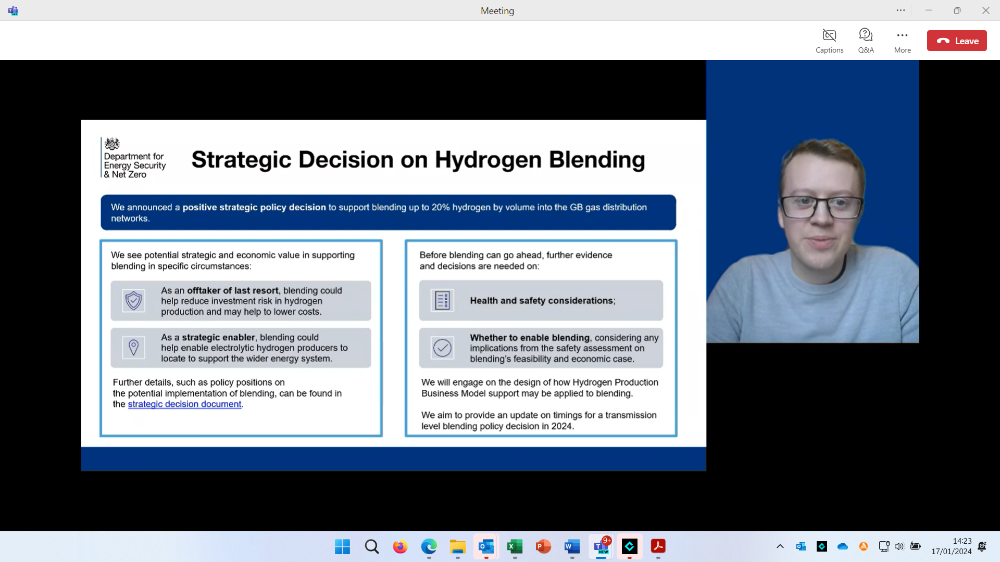 Meeting
Captions
Q&A
More
Leave
Department for
Energy Security
& Net Zero
Strategic Decision on Hydrogen Blending
We announced a positive strategic policy decision to support blending up to 20% hydrogen by volume into the GB gas distribution
networks.
We see potential strategic and economic value in supporting
blending in specific circumstances:
As an offtaker of last resort, blending could
help reduce investment risk in hydrogen
production and may help to lower costs.
As a strategic enabler, blending could
help enable electrolytic hydrogen producers to
locate to support the wider energy system.
Further details, such as policy positions on
the potential implementation of blending, can be found in
the strategic decision document.
Before blending can go ahead, further evidence
and decisions are needed on:
Health and safety considerations;
Whether to enable blending, considering any
implications from the safety assessment on
blending's feasibility and economic case.
We will engage on the design of how Hydrogen Production
Business Model support may be applied to blending.
We aim to provide an update on timings for a transmission
level blending policy decision in 2024.
9+
NEW
14:23
17/01/2024